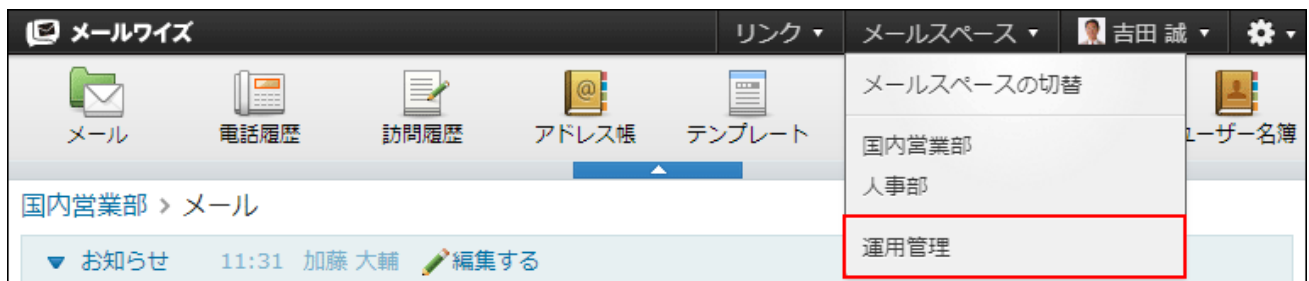 メールワイズ リンク メールスペース 吉田 誠
メール 電話履歴 訪問履歴 アドレス帳 テンプレート ーザー名簿
メールスペースの切替
国内営業部
人事部
運用管理
国内営業部 > メール
お知らせ 11:31 加藤 大輔 編集する